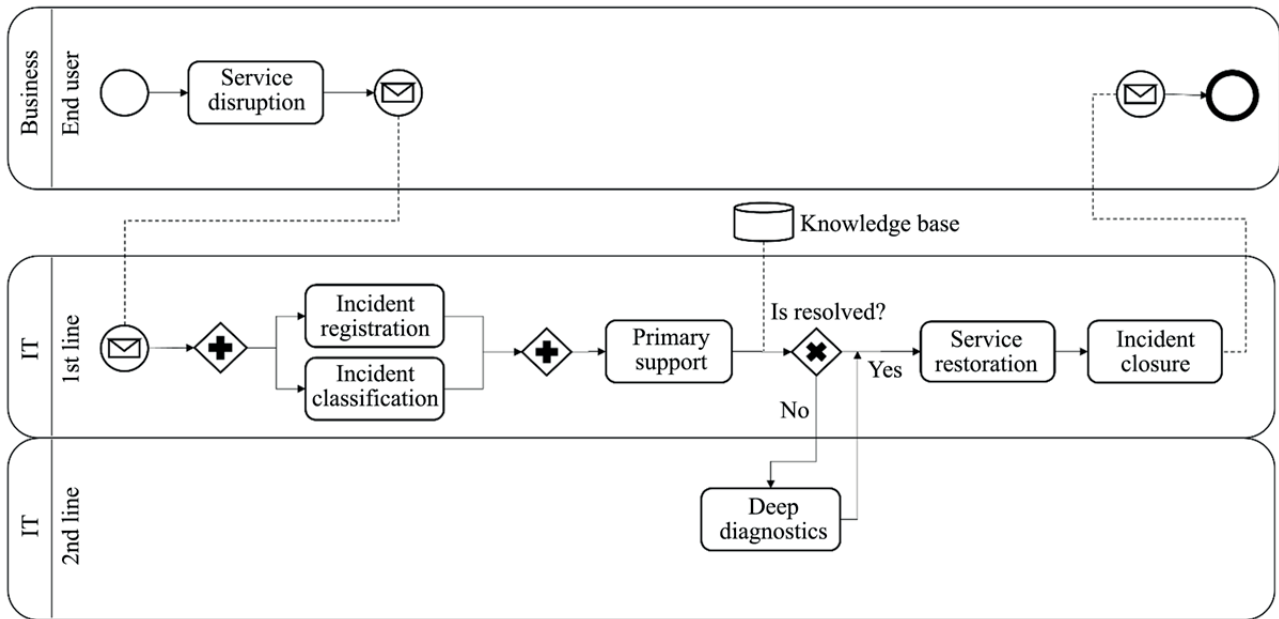 Business
End user
Service
disruption
Knowledge base
IT
1st line
Incident
registration
Incident
classification
Primary
support
Is resolved?
Yes
No
Service
restoration
Incident
closure
IT
2nd line
Deep
diagnostics